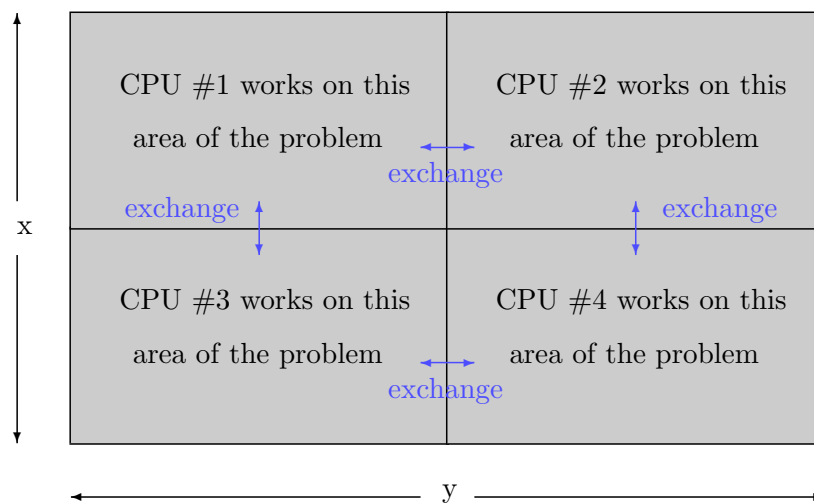 CPU #1 works on this
area of the problem
CPU #2 works on this
area of the problem
exchange
exchange
exchange
x
CPU #3 works on this
area of the problem
CPU #4 works on this
area of the problem
exchange
y